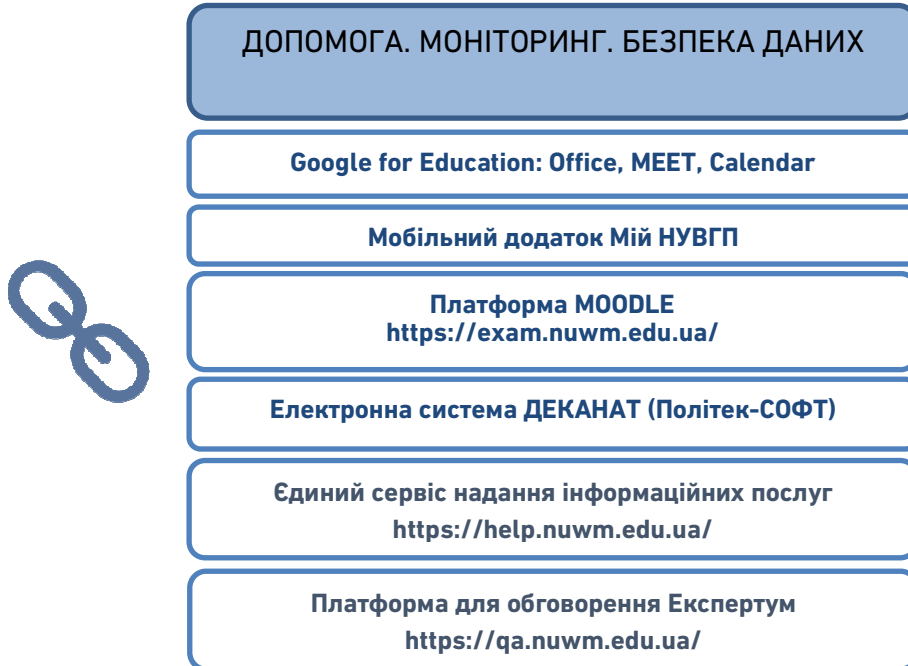 ДОПОМОГА. МОНІТОРИНГ. БЕЗПЕКА ДАНИХ
Google for Education: Office, MEET, Calendar
Мобільний додаток Мій НУВГП
Платформа MOODLE
https://exam.nuwm.edu.ua/
Електронна система ДЕКАНАТ (Політек-СОФТ)
Єдиний сервіс надання інформаційних послуг
https://help.nuwm.edu.ua/
Платформа для обговорення Експертум
https://qa.nuwm.edu.ua/